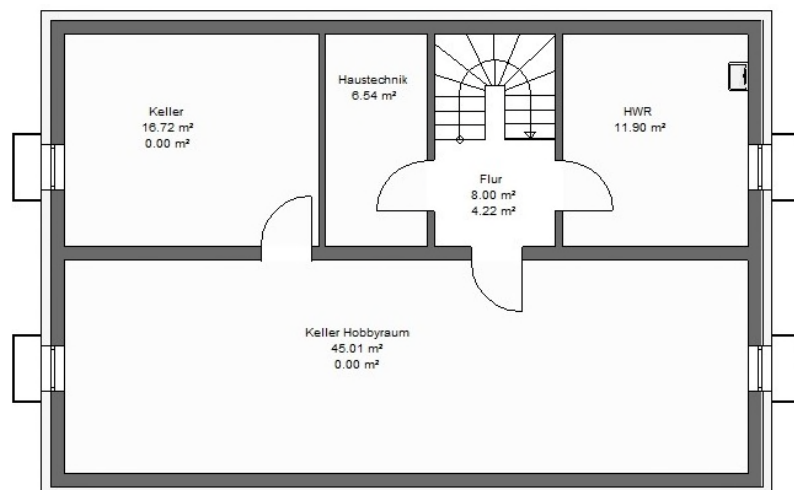 Keller
16.72 m²
0.00 m²
Haustechnik
6.54 m²
HWR
11.90 m²
Flur
8.00 m²
4.22 m²
Keller Hobbyraum
45.01 m²
0.00 m²